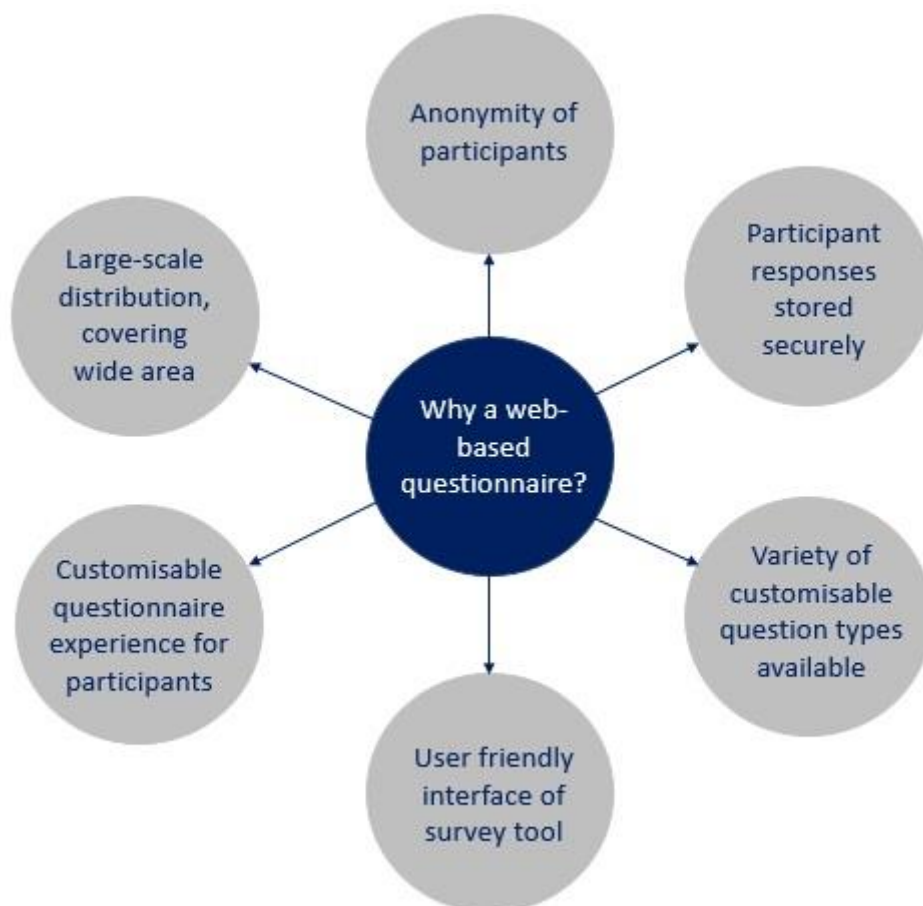 Anonymity of
participants
Participant
responses
stored
securely
Large-scale
distribution,
covering
wide area
Why a web-
based
questionnaire?
Customisable
questionnaire
experience for
participants
Variety of
customisable
question types
available
User friendly
interface of
survey tool